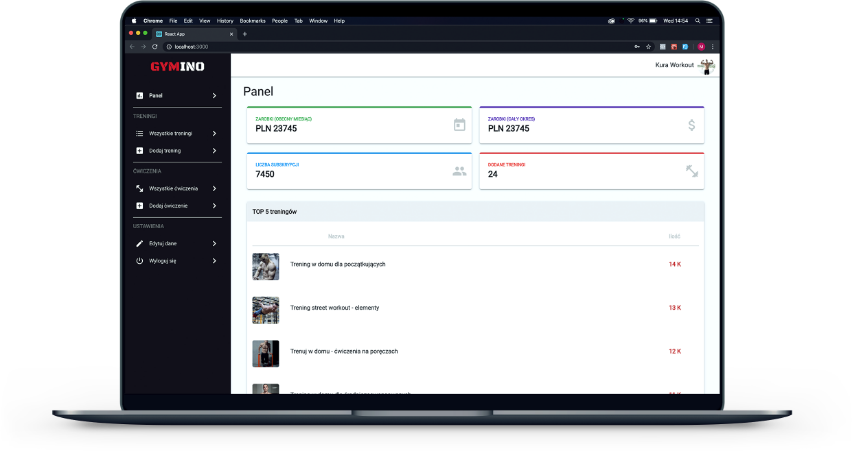 Chrome File Edit View History Bookmarks People Tab Window Help
96% Wed 14:54
React App
localhost:3000
GYMINO
Kura Workout
Panel
Panel
ZAROBKI (OBECNY MIESIĄC)
PLN 23745
ZAROBKI (CAŁY OKRES)
PLN 23745
LICZBA SUBSKRYPCJI
7450
DODANE TRENINGI
24
TRENINGI
Wszystkie treningi
Dodaj trening
ĆWICZENIA
Wszystkie ćwiczenia
Dodaj ćwiczenie
USTAWIENIA
Edytuj dane
Wyloguj się
TOP 5 treningów
Nazwa Ilość
Trening w domu dla początkujących 14 K
Trening street workout - elementy 13 K
Trenuj w domu - ćwiczenia na poręczach 12 K